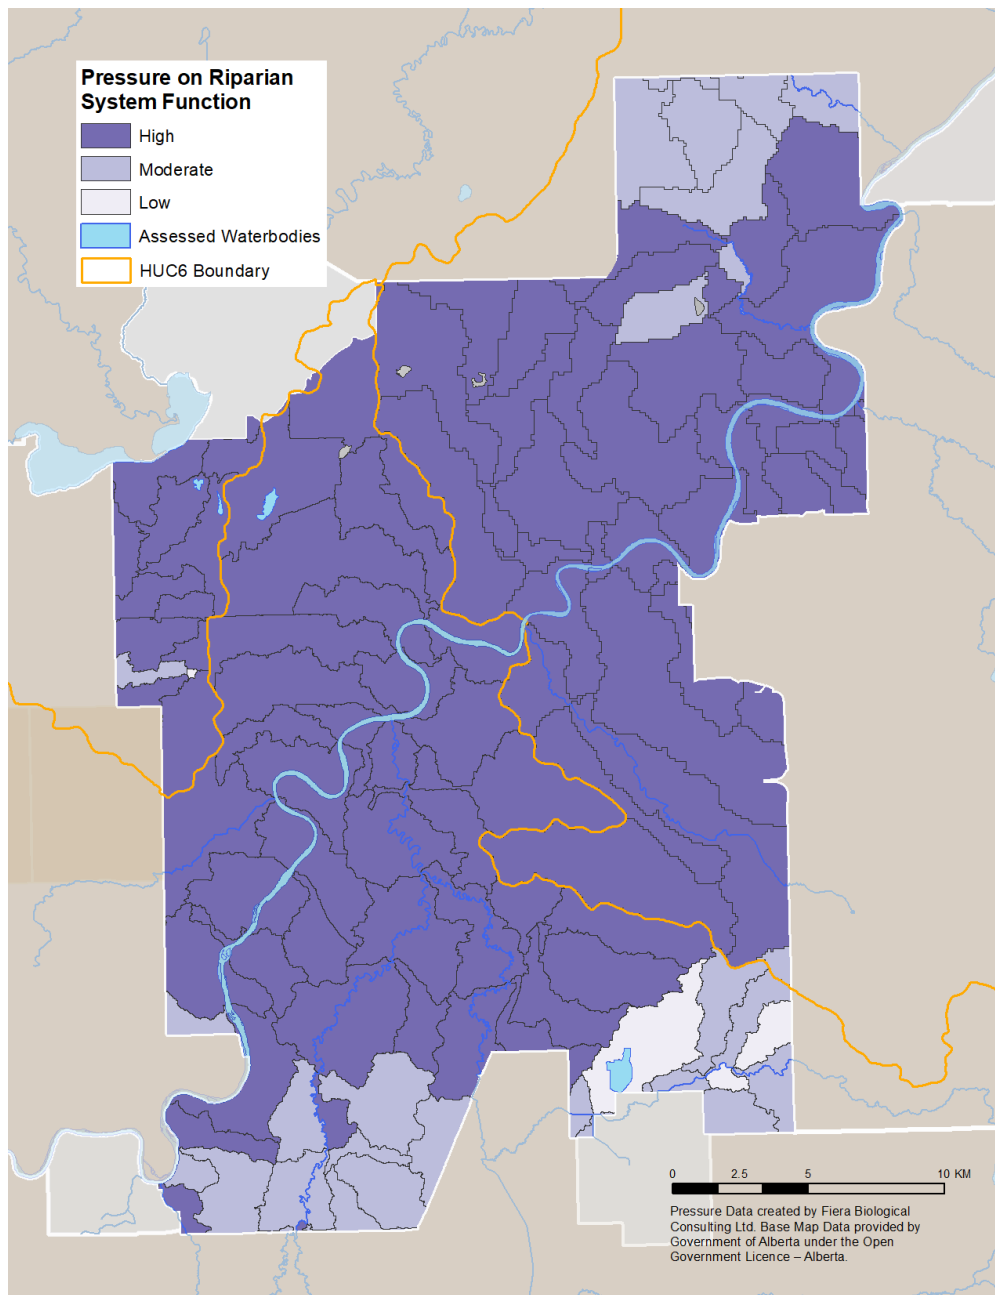 Pressure on Riparian
System Function
High
Moderate
Low
Assessed Waterbodies
HUC6 Boundary
0 2.5 5 10 KM
Pressure Data created by Fiera Biological
Consulting Ltd. Base Map Data provided by
Government of Alberta under the Open
Government Licence – Alberta.